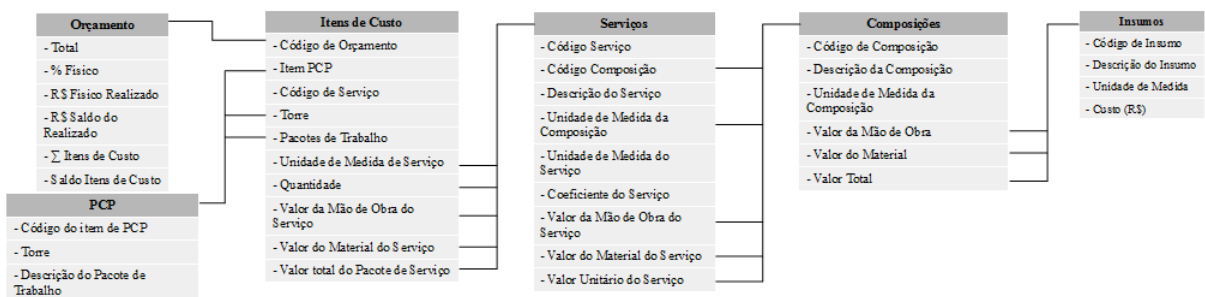 Orçamento
- Total
- % Físico
- R$ Físico Realizado
- R$ Saldo do
Realizado
- ∑ Itens de Custo
- Saldo Itens de Custo
PCP
- Código do item de PCP
- Torre
- Descrição do Pacote de
Trabalho
Itens de Custo
- Código de Orçamento
- Item PCP
- Código de Serviço
- Torre
- Pacotes de Trabalho
- Unidade de Medida de Serviço
- Quantidade
- Valor da Mão de Obra do
Serviço
- Valor do Material do Serviço
- Valor total do Pacote de Serviço
Serviços
- Código Serviço
- Código Composição
- Descrição do Serviço
- Unidade de Medida da
Composição
- Unidade de Medida do
Serviço
- Coeficiente do Serviço
- Valor da Mão de Obra do
Serviço
- Valor do Material do Serviço
- Valor Unitário do Serviço
Composições
- Código de Composição
- Descrição da Composição
- Unidade de Medida da
Composição
- Valor da Mão de Obra
- Valor do Material
- Valor Total
Insumos
- Código de Insumo
- Descrição do Insumo
- Unidade de Medida
- Custo (R$)